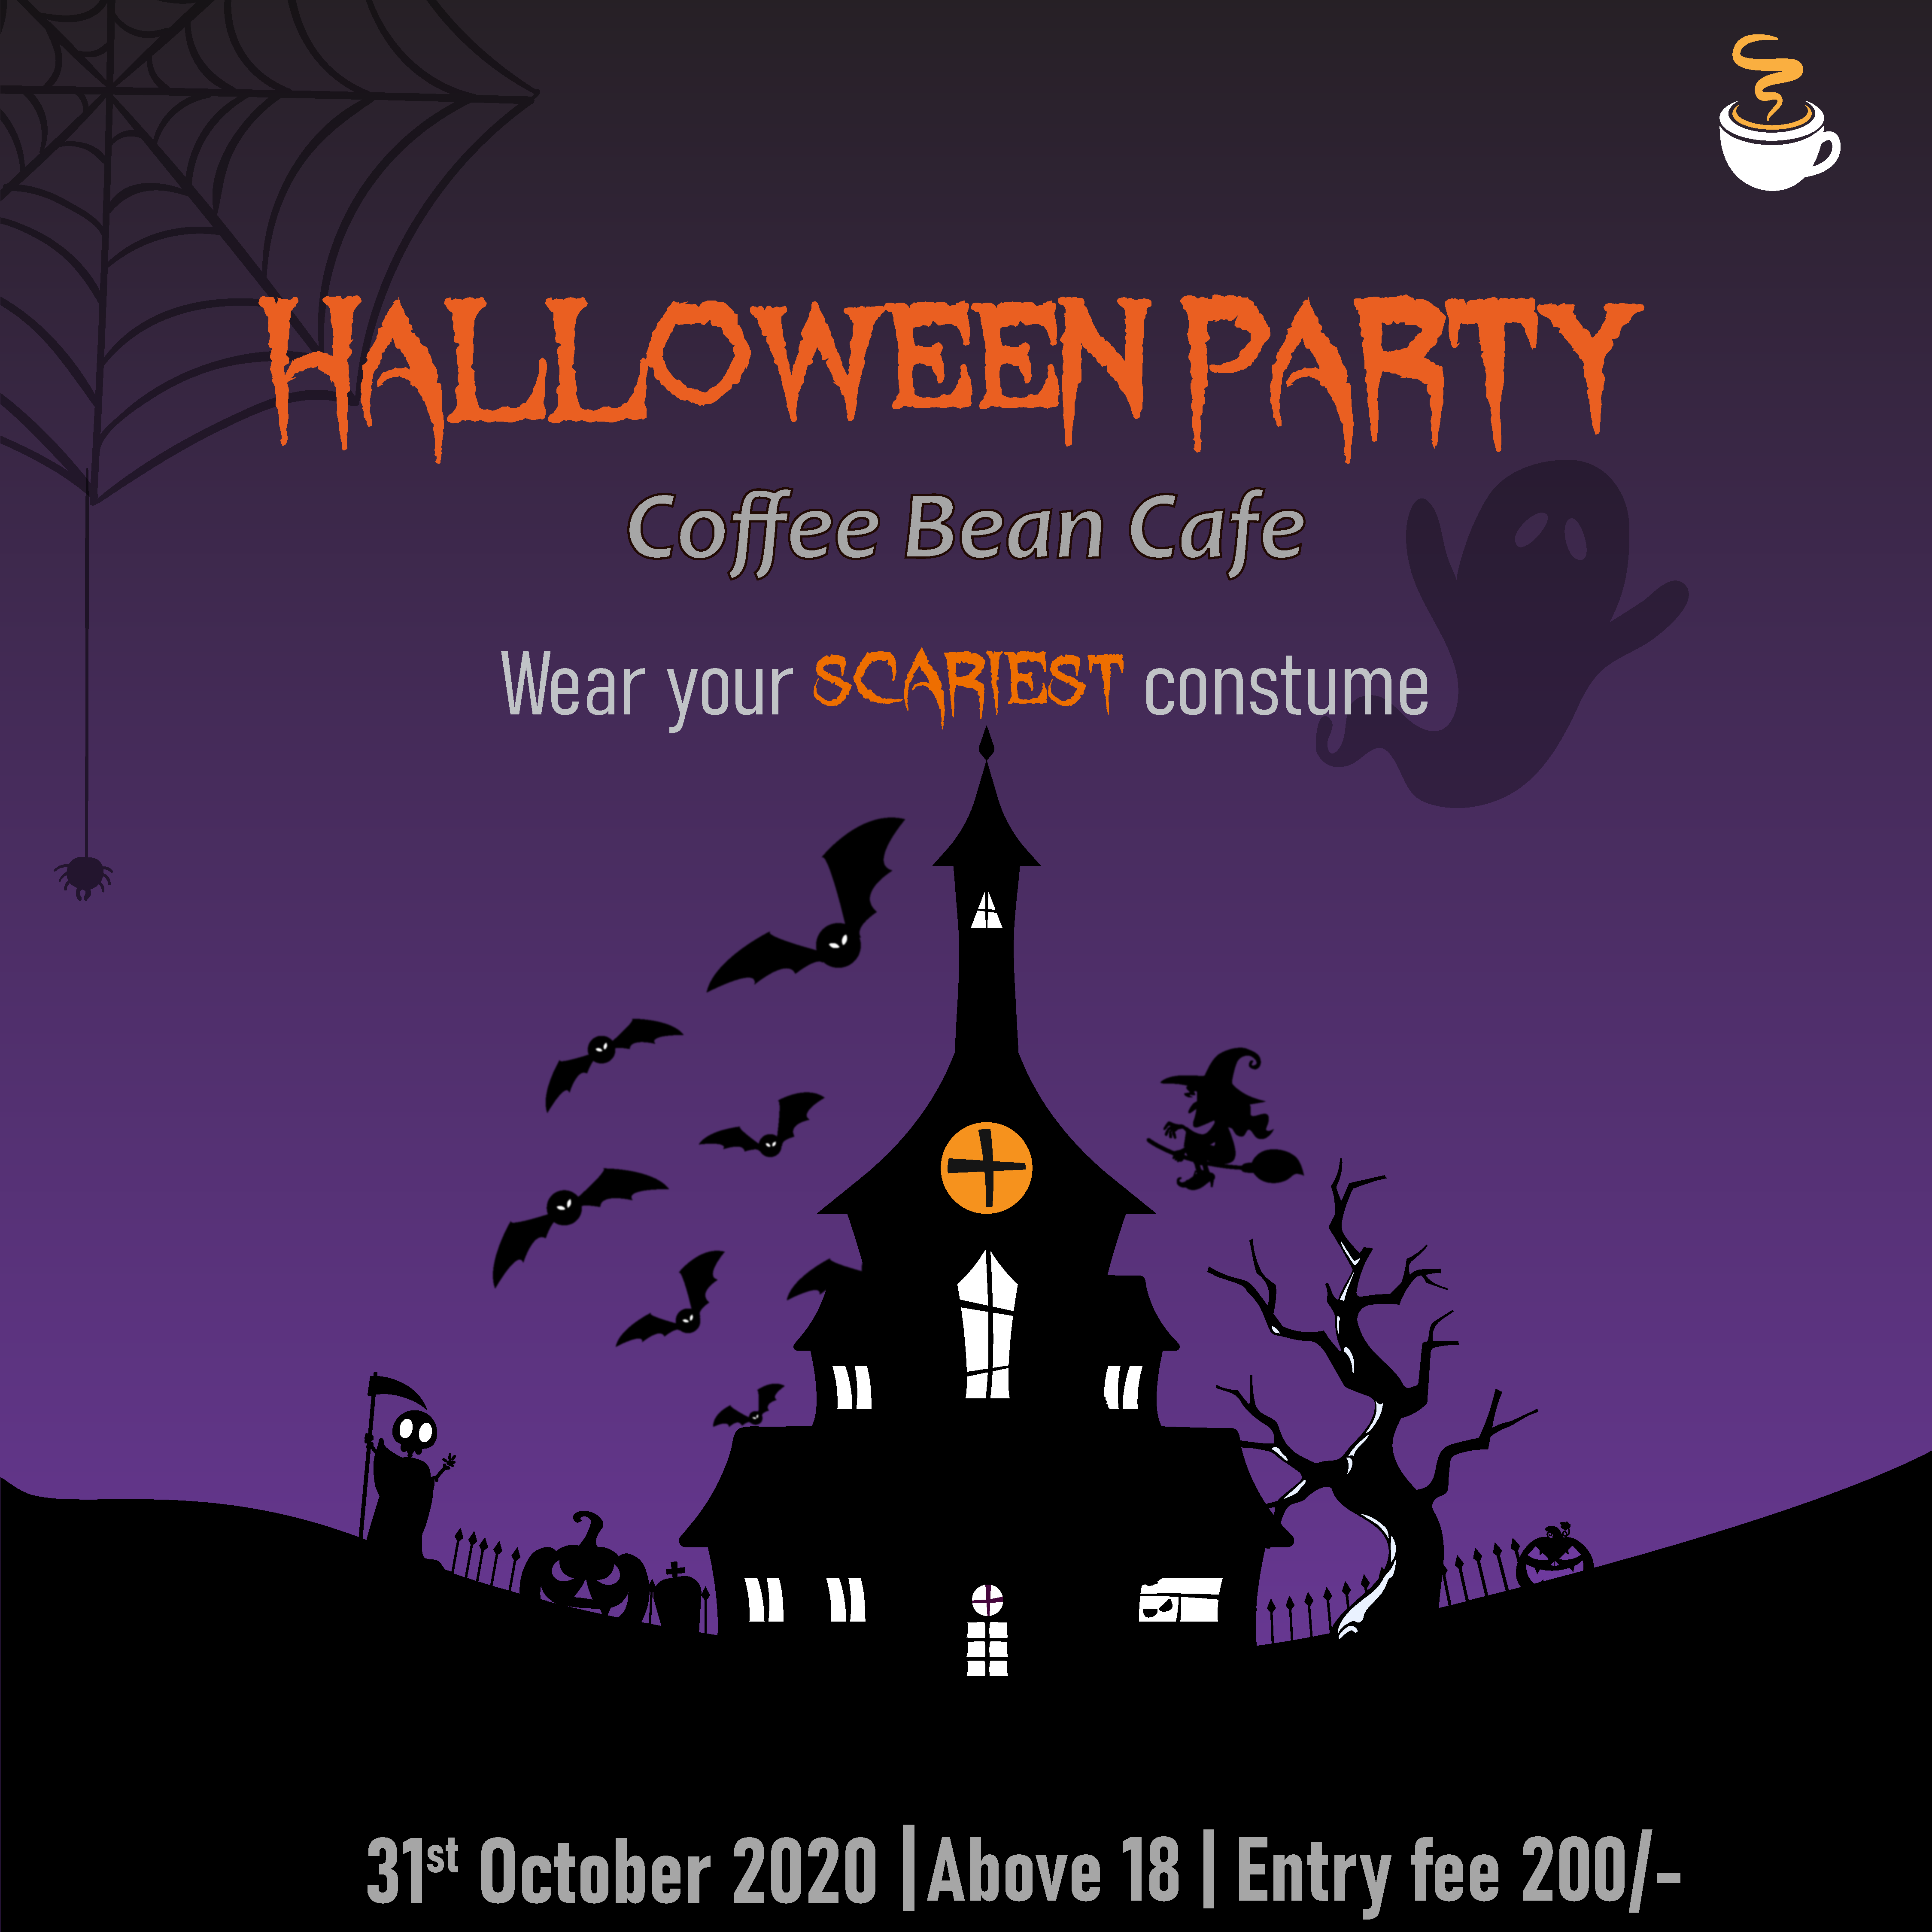 HALLOWEEN PARTY
Coffee Bean Cafe
Wear your SCARIEST constume
31st October 2020 | Above 18 | Entry fee 200/-